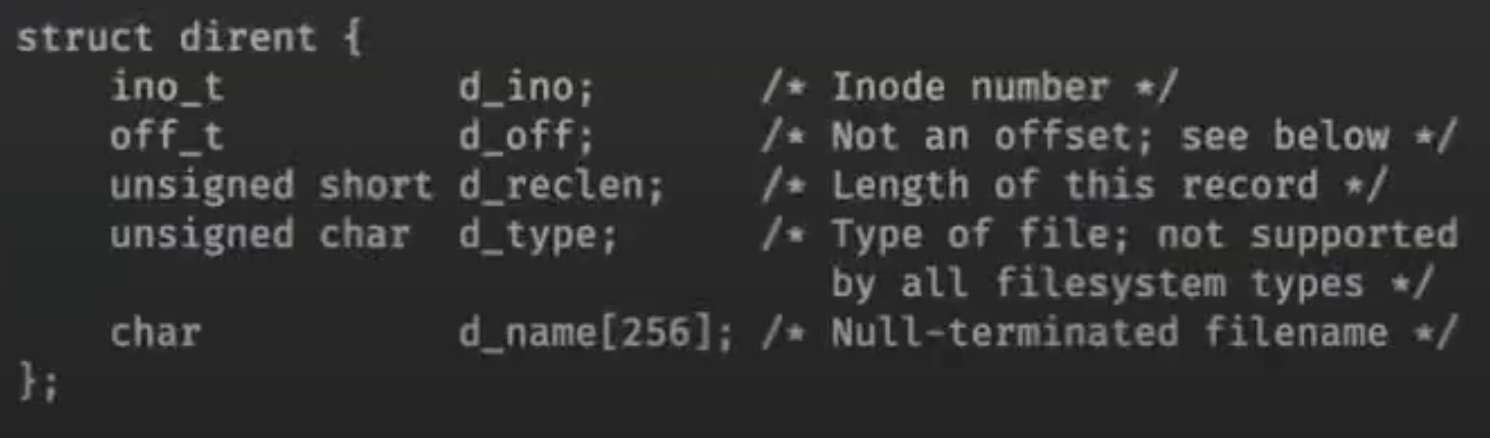 struct dirent {
    ino_t          d_ino;       /* Inode number */
    off_t          d_off;       /* Not an offset; see below */
    unsigned short d_reclen;    /* Length of this record */
    unsigned char  d_type;      /* Type of file; not supported
                                   by all filesystem types */
    char           d_name[256]; /* Null-terminated filename */
};